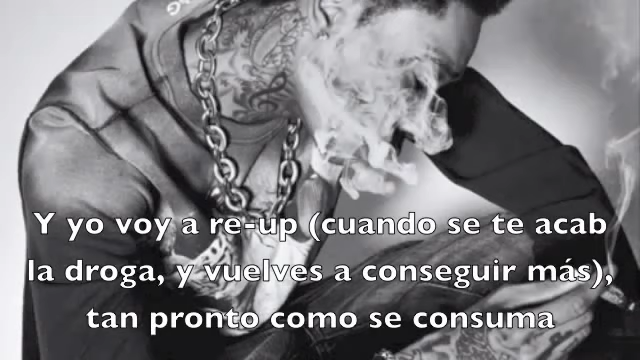 Y yo voy a re-up (cuando se te acab
la droga, y vuelves a conseguir más),
tan pronto como se consuma